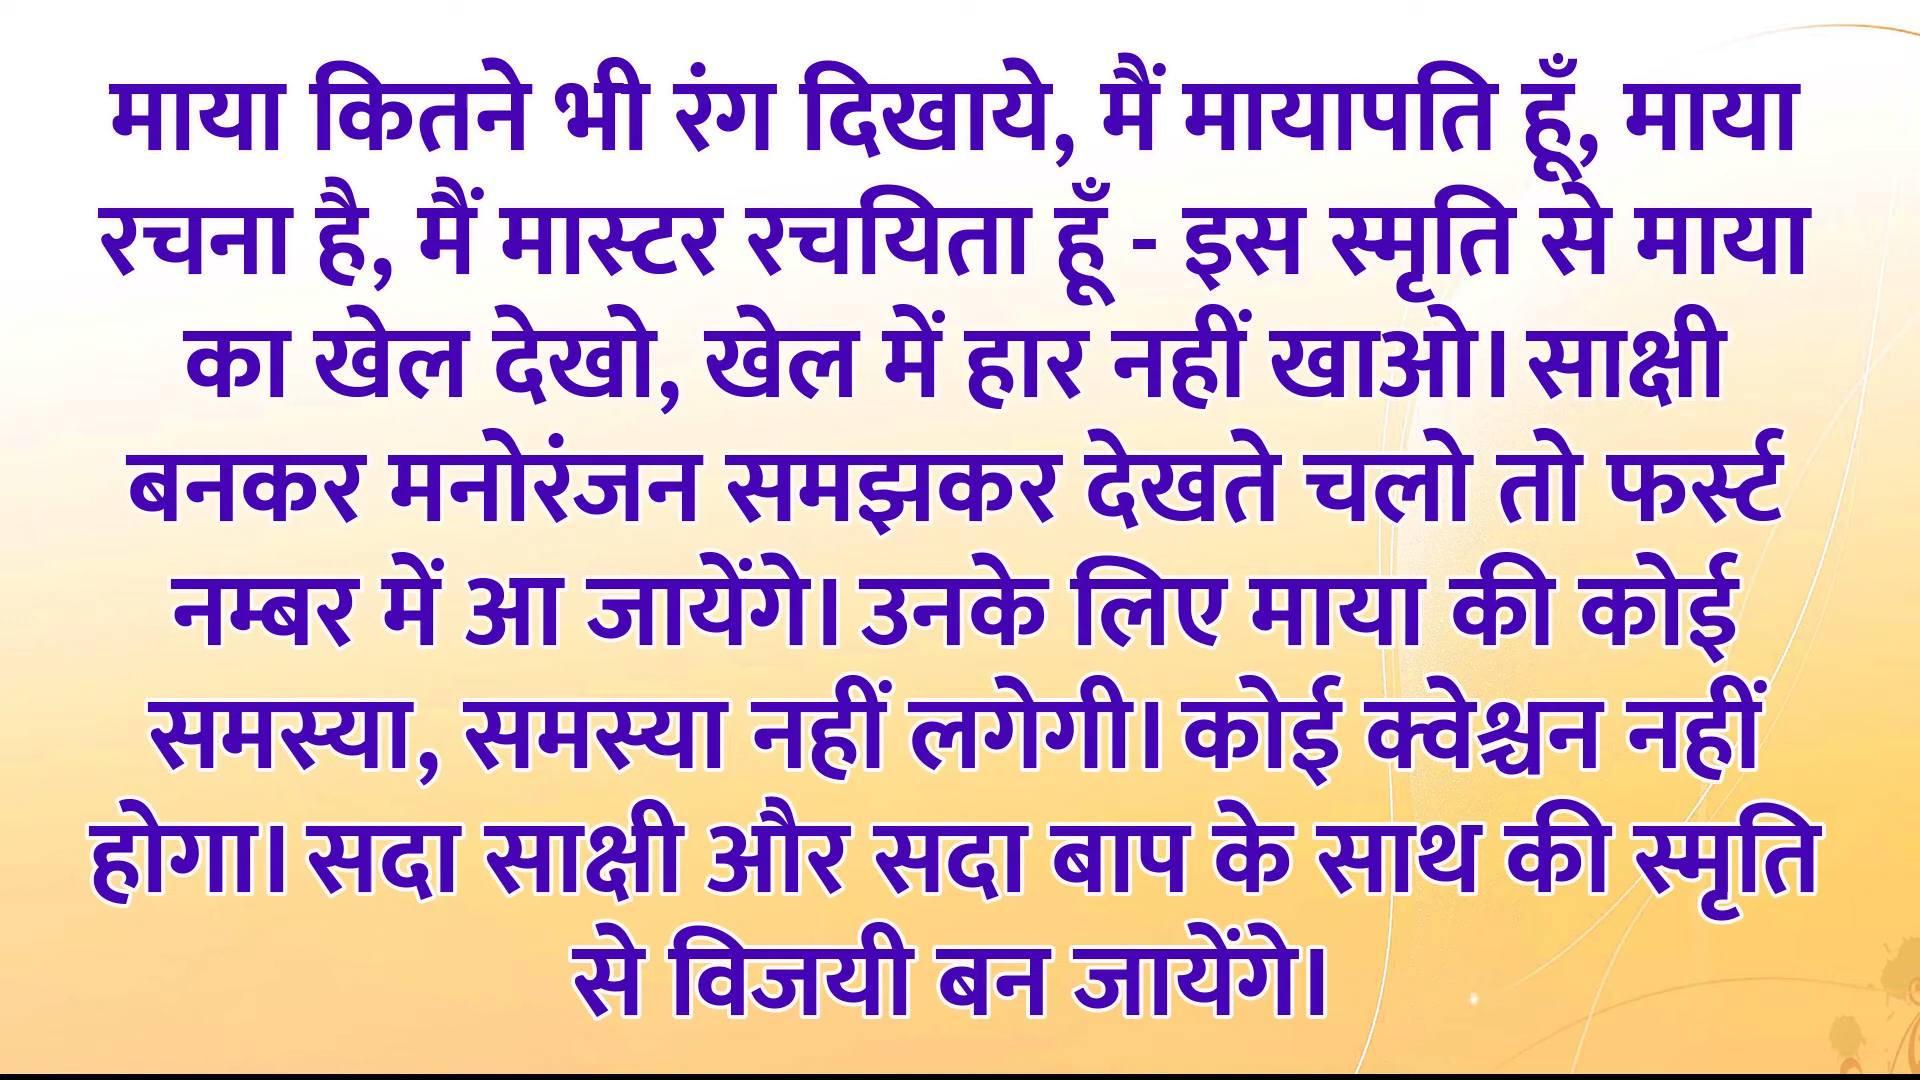 माया कितने भी रंग दिखाये, मैं मायापति हूँ, माया
रचना है, मैं मास्टर रचयिता हूँ - इस स्मृति से माया
का खेल देखो, खेल में हार नहीं खाओ। साक्षी
बनकर मनोरंजन समझकर देखते चलो तो फर्स्ट
नम्बर में आ जायेंगे। उनके लिए माया की कोई
समस्या, समस्या नहीं लगेगी। कोई क्वेश्चन नहीं
होगा। सदा साक्षी और सदा बाप के साथ की स्मृति
से विजयी बन जायेंगे।